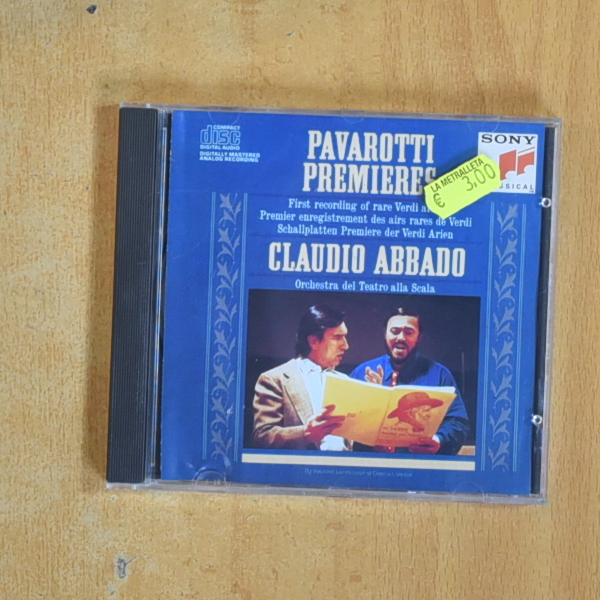 COMPACT
disc
DIGITAL AUDIO
DIGITALLY MASTERED
ANALOG RECORDING
PAVAROTTI
PREMIERES
SONY
LA METRALLETA
€ 3,00
First recording of rare Verdi
Premier enregistrement des airs rares de Verdi
Schallplatten Premiere der Verdi Arien
CLAUDIO ABBADO
Orchestra del Teatro alla Scala